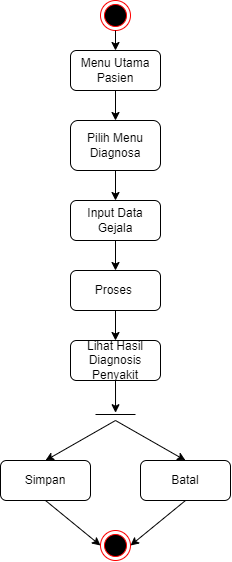 Menu Utama
Pasien
Pilih Menu
Diagnosa
Input Data
Gejala
Proses
Lihat Hasil
Diagnosis
Penyakit
Simpan
Batal